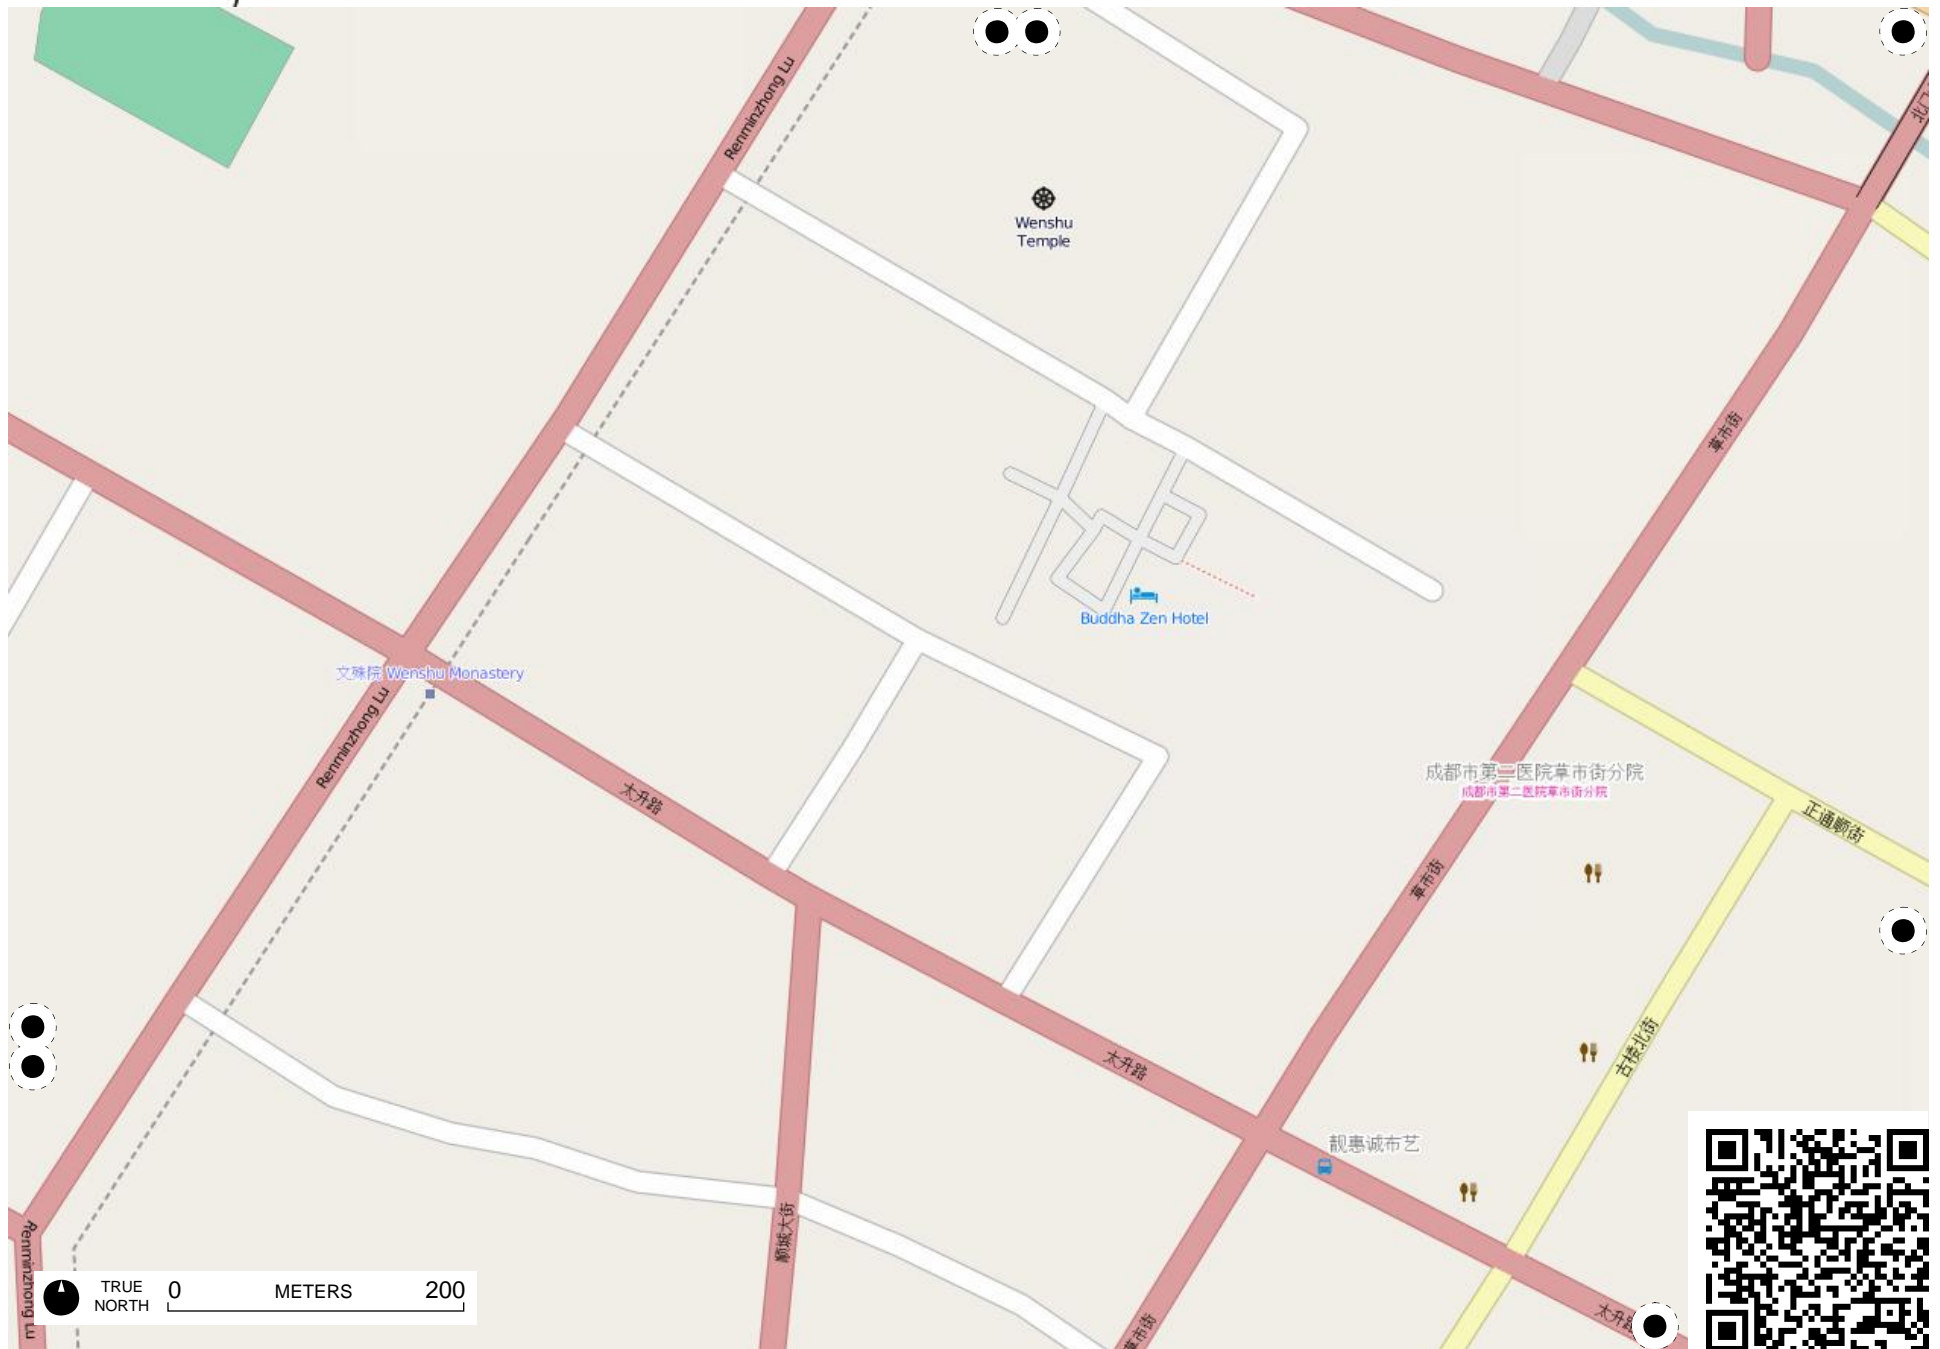 Renminzhong Lu
北门
Wenshu
Temple
草市街
Buddha Zen Hotel
文殊院 Wenshu Monastery
Renminzhong Lu
太升路
成都市第二医院草市街分院
成都市第二医院草市街分院
正通顺街
草市街
古楼北街
太升路
靓惠诚布艺
顺城大街
Renminzhong Lu
TRUE
NORTH
0 METERS 200
草市街
太升路